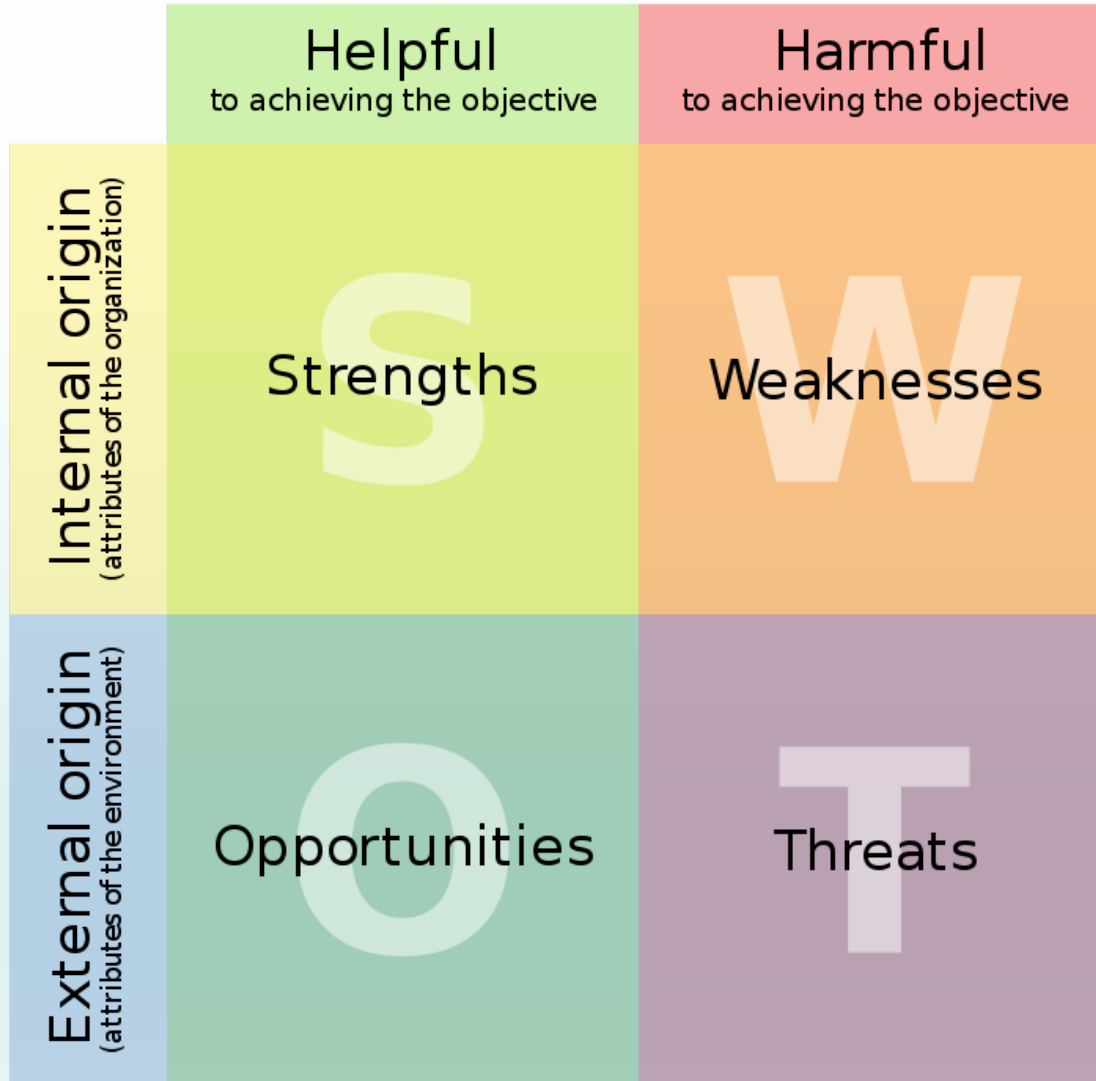 Helpful
to achieving the objective
Harmful
to achieving the objective
Internal origin
(attributes of the organization)
S
Strengths
W
Weaknesses
External origin
(attributes of the environment)
O
Opportunities
T
Threats